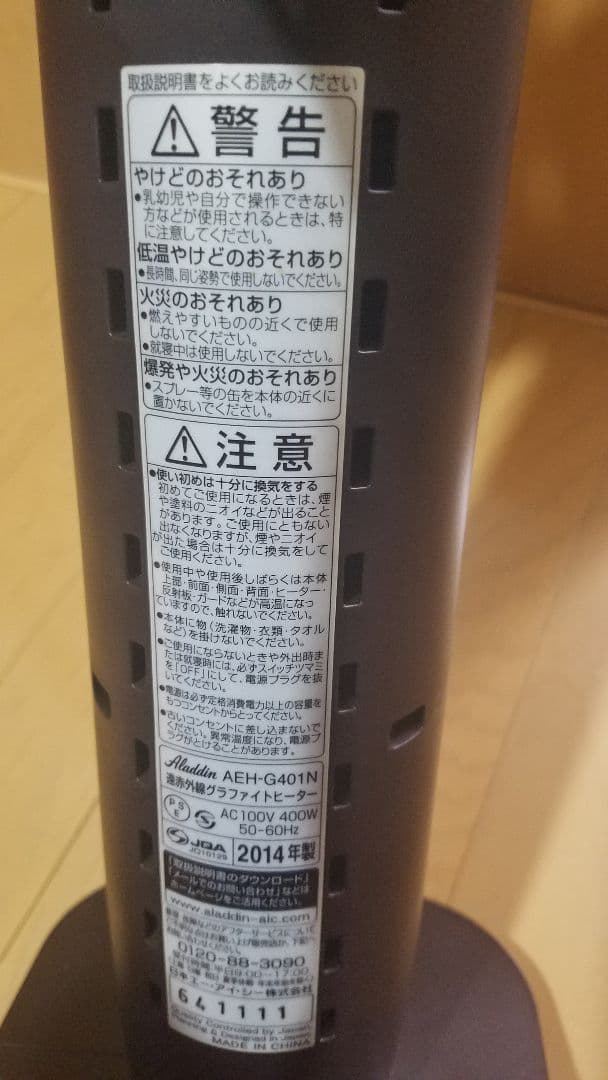 取扱説明書をよくお読みください
警告
やけどのおそれあり
●乳幼児や自分で操作できない
方などが使用されるときは、特
に注意してください。
低温やけどのおそれあり
●長時間、同じ姿勢で使用しないでください。
火災のおそれあり
●燃えやすいものの近くで使用
しないでください。
●就寝中は使用しないでください。
爆発や火災のおそれあり
●スプレー等の缶を本体の近くに
置かないでください。
注意
●使い初めは十分に換気をする
初めてご使用になるときは、煙
や塗料のニオイなどが出ること
があります。ご使用にともない
出なくなりますが、煙やニオイ
が出た場合は十分に換気をして
ご使用ください。
●使用中や使用後しばらくは本体
上部・前面・側面・背面・ヒーター・
反射板・ガードなどが高温になっ
ていますので、触れないでください。
●本体に物(洗濯物・衣類・タオル
など)を掛けないでください。
●ご使用にならないときや外出時ま
たは就寝時には、必ずスイッチツマミ
を「OFF」にして、電源プラグを抜
いてください。
●電源は必ず定格消費電力以上の容量を
もつコンセントからとってください。
●古いコンセントに差し込まないで
ください。異常温度になり、電源プ
ラグがとけることがあります。
Aladdin AEH-G401N
遠赤外線グラファイトヒーター
PSE AC100V 400W
50-60Hz
JQA
JQ10129
2014年製
「取扱説明書のダウンロード」
「メールでのお問い合わせ」などは
ホームページをご活用ください。
www.aladdin-aic.com
0120-88-3090
受付時間 平日9:00~17:00
日本エー・アイ・シー株式会社
641111
Quality Controlled by Japan,
Planning & Designed in Japan
MADE IN CHINA